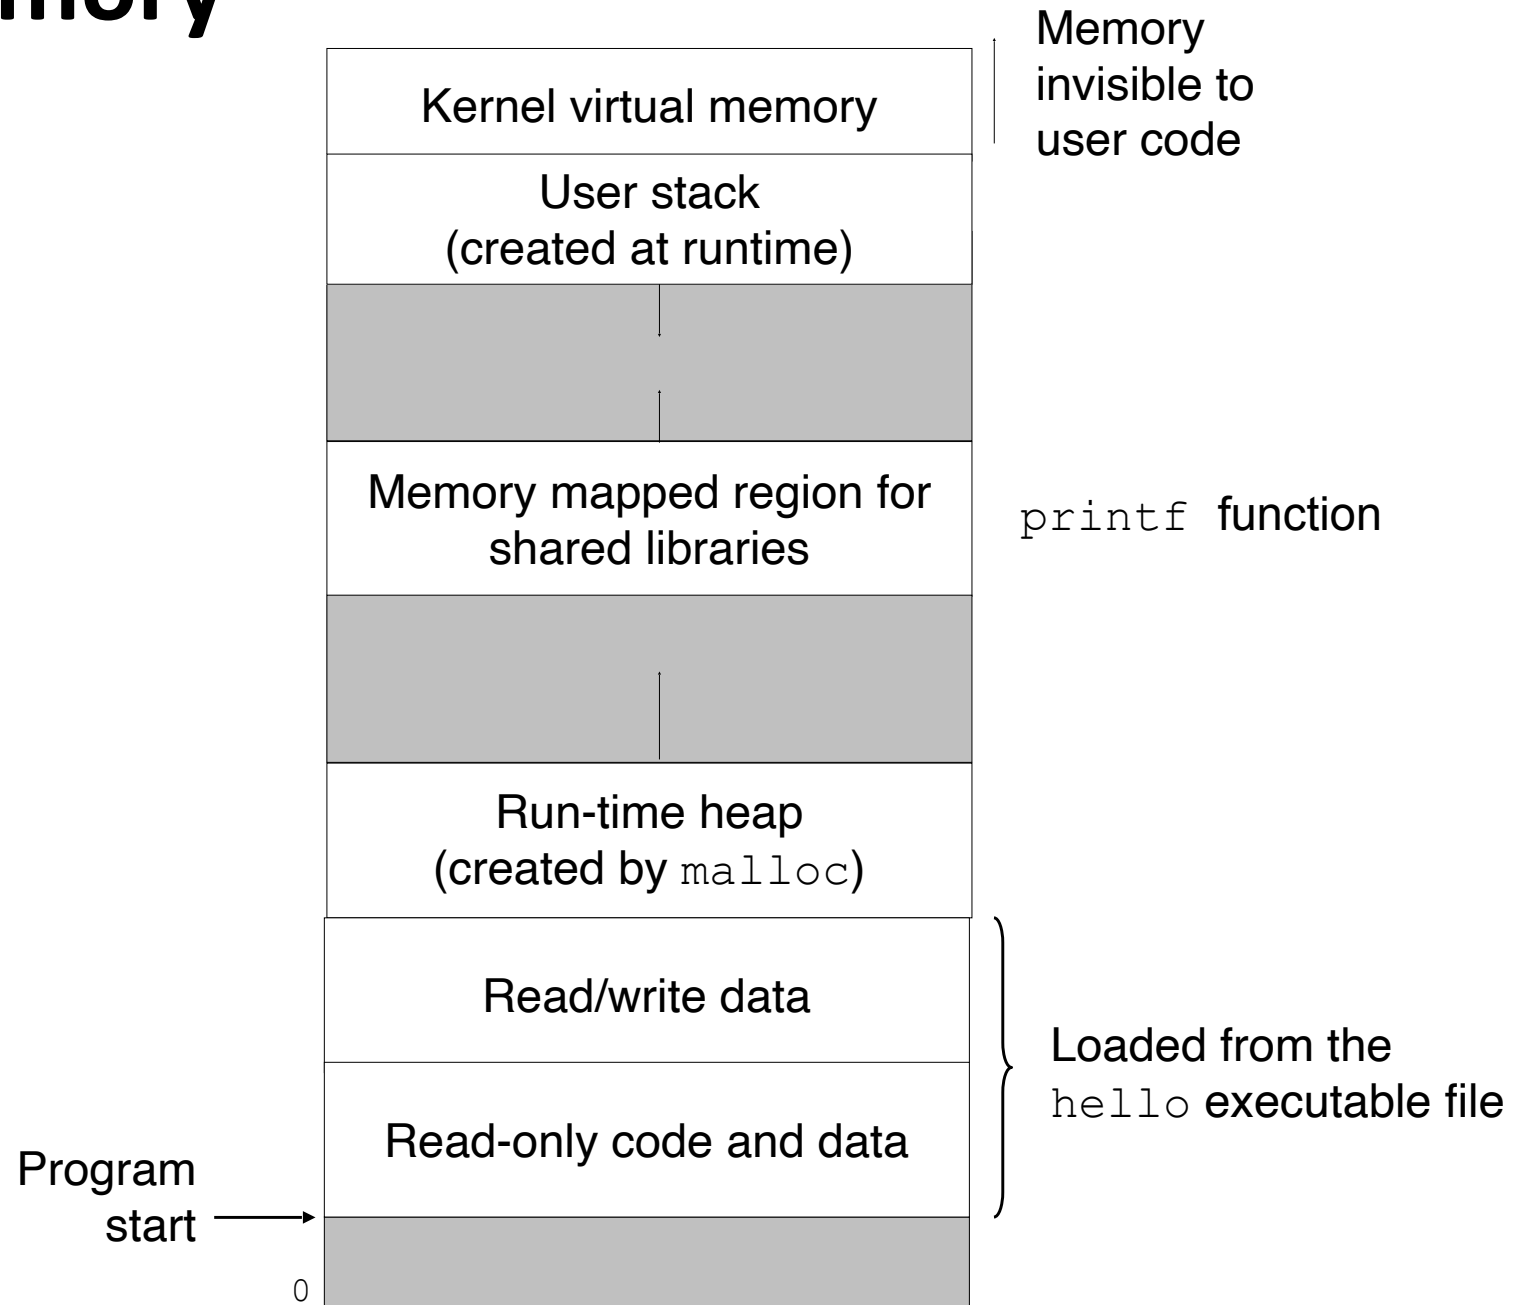 Memory
invisible to
user code
Kernel virtual memory
User stack
(created at runtime)
Memory mapped region for
shared libraries
printf function
Run-time heap
(created by malloc)
Read/write data
Loaded from the
hello executable file
Read-only code and data
Program
start
0